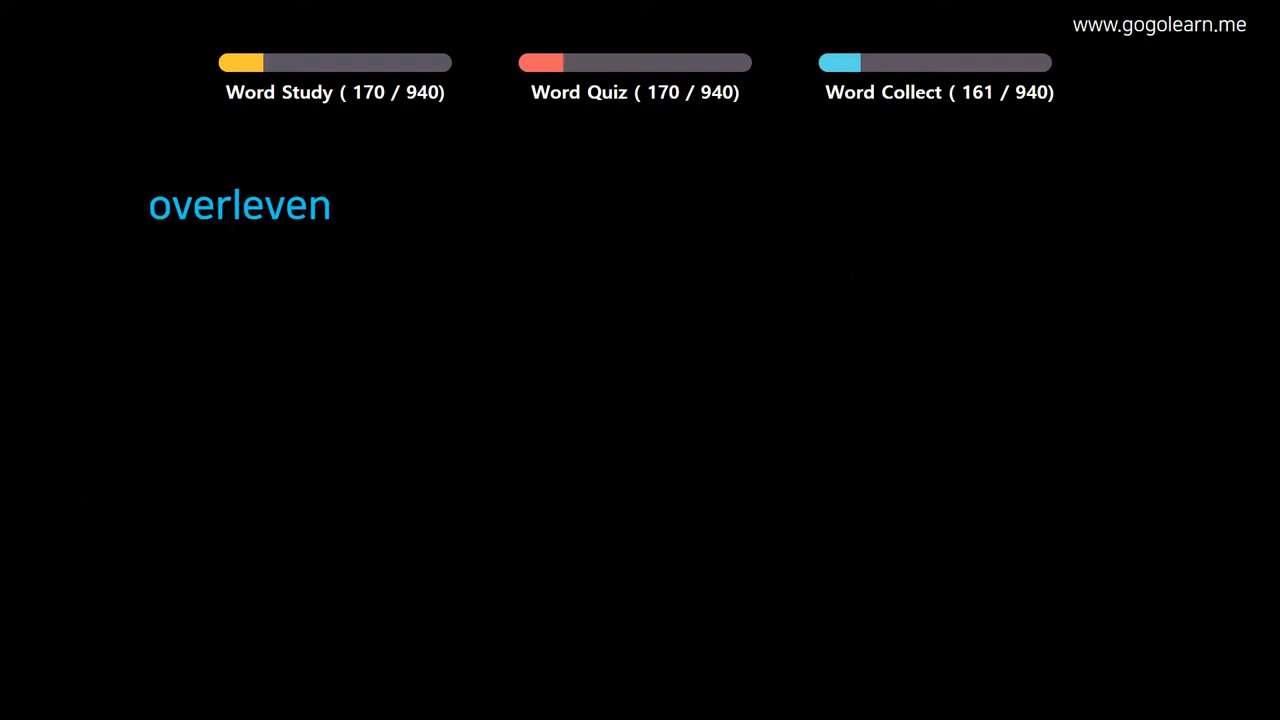 www.gogolearn.me
Word Study ( 170 / 940)
Word Quiz ( 170 / 940)
Word Collect ( 161 / 940)
overleven